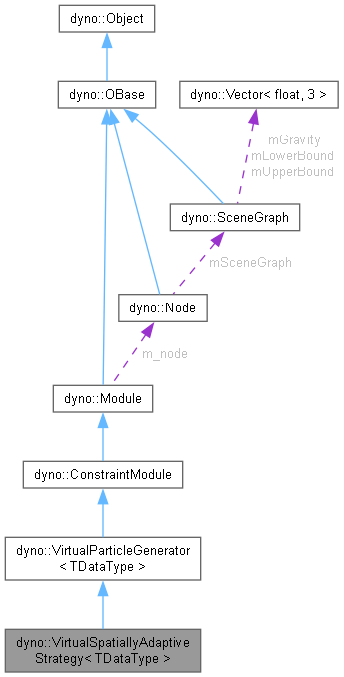 dyno::Object
dyno::OBase
dyno::Vector< float, 3 >
mGravity
mLowerBound
mUpperBound
dyno::SceneGraph
mSceneGraph
dyno::Node
m_node
dyno::Module
dyno::ConstraintModule
dyno::VirtualParticleGenerator
< TDataType >
dyno::VirtualSpatiallyAdaptive
Strategy< TDataType >